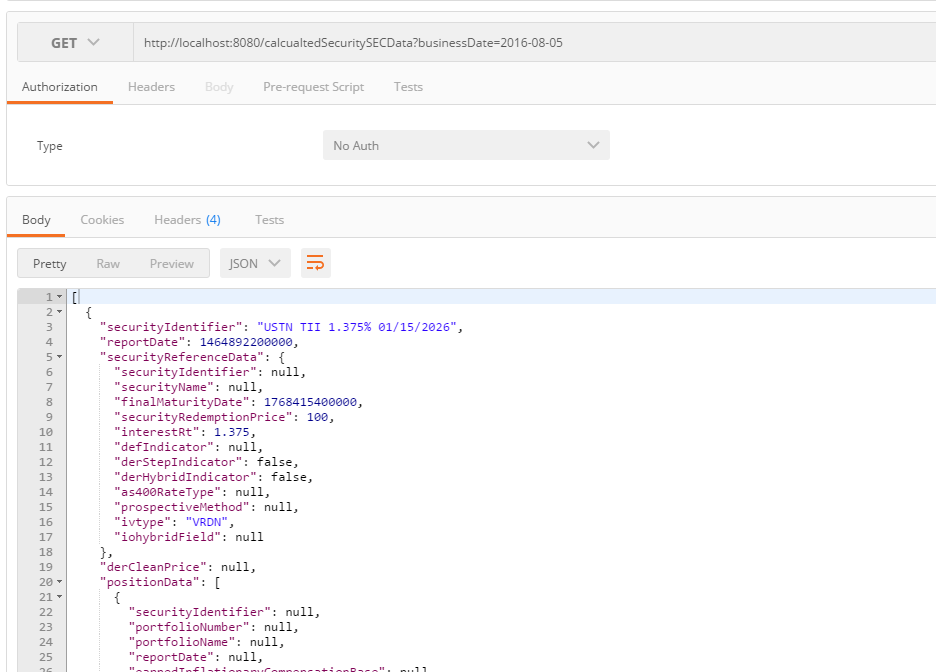 GET http://localhost:8080/calcualtedSecuritySECData?businessDate=2016-08-05
Authorization Headers Body Pre-request Script Tests
Type No Auth
Body Cookies Headers (4) Tests
Pretty Raw Preview JSON
1 [
2 {
3 "securityIdentifier": "USTN TII 1.375% 01/15/2026",
4 "reportDate": 1464892200000,
5 "securityReferenceData": {
6 "securityIdentifier": null,
7 "securityName": null,
8 "finalMaturityDate": 1768415400000,
9 "securityRedemptionPrice": 100,
10 "interestRt": 1.375,
11 "defIndicator": null,
12 "derStepIndicator": false,
13 "derHybridIndicator": false,
14 "as400RateType": null,
15 "prospectiveMethod": null,
16 "ivtype": "VRDN",
17 "iohybridField": null
18 },
19 "derCleanPrice": null,
20 "positionData": [
21 {
22 "securityIdentifier": null,
23 "portfolioNumber": null,
24 "portfolioName": null,
25 "reportDate": null,
26 "earnedInflationaryCompensationBase": null